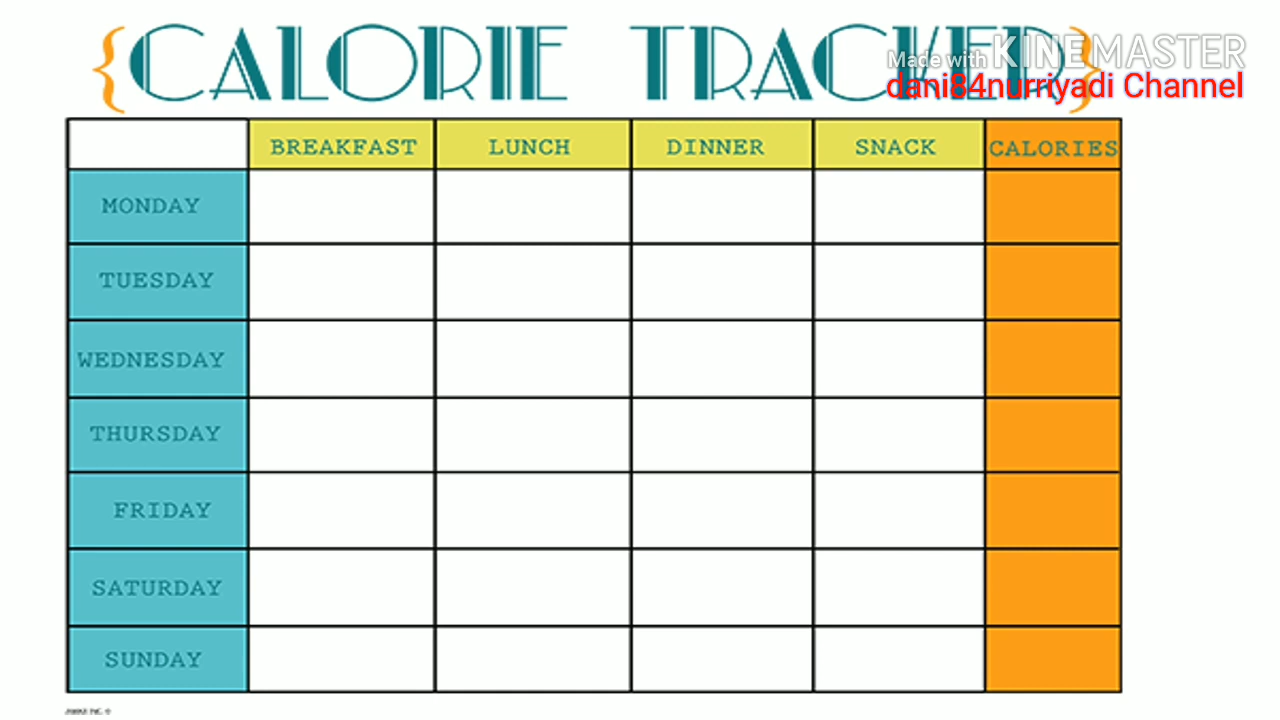 {CALORIE TRACKER}
Made with KINEMASTER
dani84nurriyadi Channel
BREAKFAST LUNCH DINNER SNACK CALORIES
MONDAY
TUESDAY
WEDNESDAY
THURSDAY
FRIDAY
SATURDAY
SUNDAY